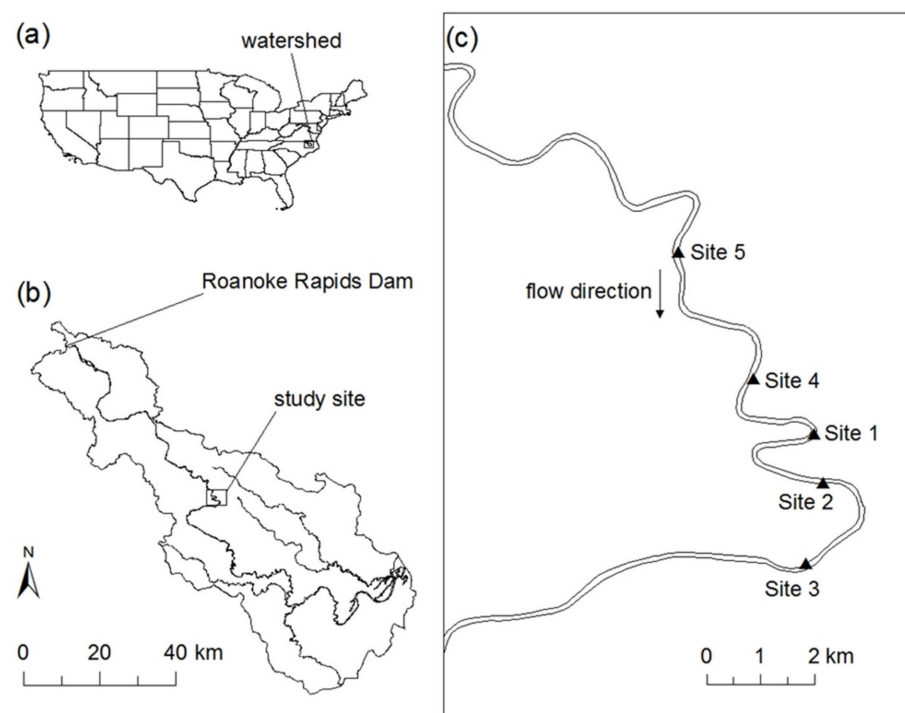 (a)
watershed
(b)
Roanoke Rapids Dam
study site
N
0 20 40 km
(c)
Site 5
flow direction
Site 4
Site 1
Site 2
Site 3
0 1 2 km